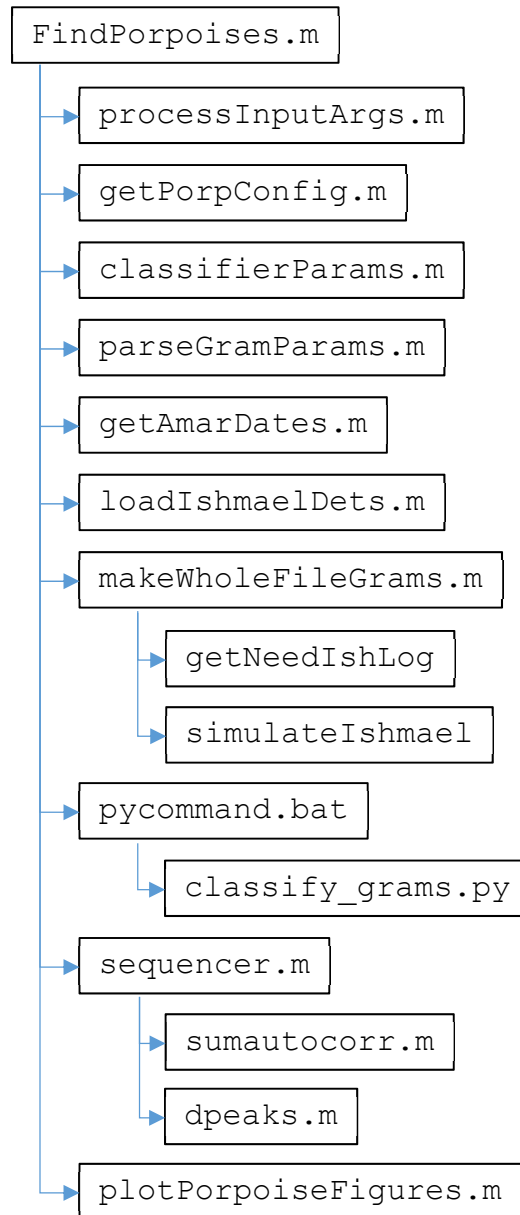 FindPorpoises.m
processInputArgs.m
getPorpConfig.m
classifierParams.m
parseGramParams.m
getAmarDates.m
loadIshmaelDets.m
makeWholeFileGrams.m
getNeedIshLog
simulateIshmael
pycommand.bat
classify_grams.py
sequencer.m
sumautocorr.m
dpeaks.m
plotPorpoiseFigures.m